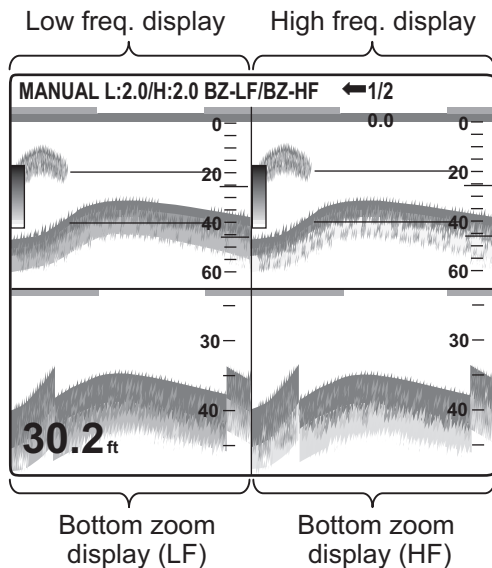 Low freq. display High freq. display
MANUAL L:2.0/H:2.0 BZ-LF/BZ-HF 1/2
0.0
0 0
20 20
40 40
60 60
30 30
40 40
30.2 ft
Bottom zoom display (LF)
Bottom zoom display (HF)